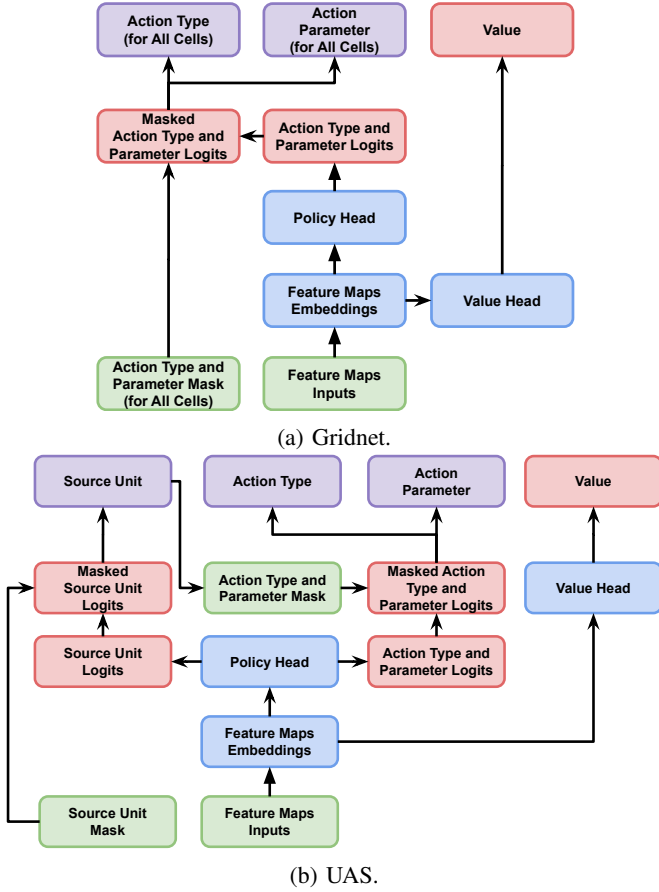 Action Type
(for All Cells)
Action
Parameter
(for All Cells)
Value
Masked
Action Type and
Parameter Logits
Action Type and
Parameter Logits
Policy Head
Feature Maps
Embeddings
Value Head
Action Type and
Parameter Mask
(for All Cells)
Feature Maps
Inputs
(a) Gridnet.
Source Unit
Action Type
Action
Parameter
Value
Masked
Source Unit
Logits
Action Type and
Parameter Mask
Masked Action
Type and
Parameter Logits
Value Head
Source Unit
Logits
Policy Head
Action Type and
Parameter Logits
Feature Maps
Embeddings
Source Unit
Mask
Feature Maps
Inputs
(b) UAS.